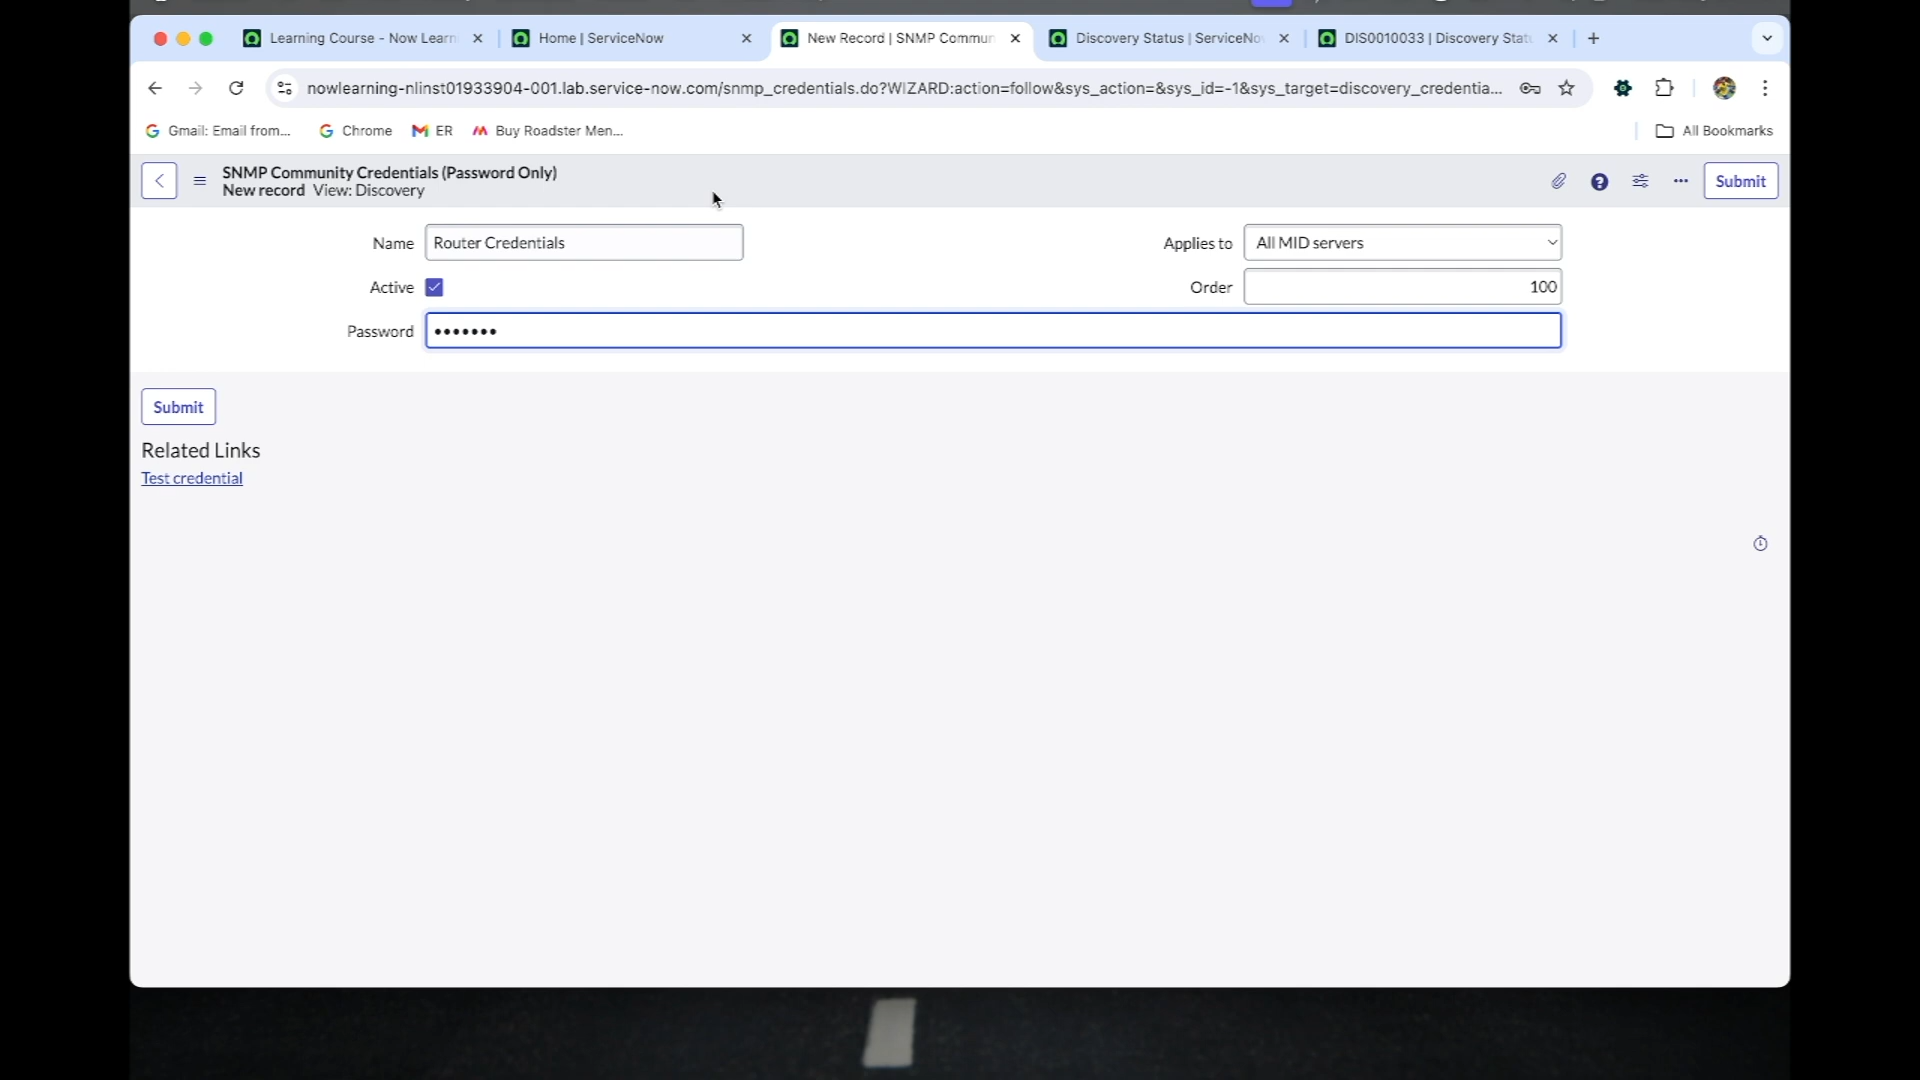 Learning Course - Now Learn
Home | ServiceNow
New Record | SNMP Commun
Discovery Status | ServiceNo
DIS0010033 | Discovery Stat
nowlearning-nlinst01933904-001.lab.service-now.com/snmp_credentials.do?WIZARD:action=follow&sys_action=&sys_id=-1&sys_target=discovery_credentia...
Gmail: Email from...
Chrome
ER
Buy Roadster Men...
All Bookmarks
SNMP Community Credentials (Password Only)
New record View: Discovery
Submit
Name
Router Credentials
Applies to
All MID servers
Active
Order
100
Password
•••••••
Submit
Related Links
Test credential